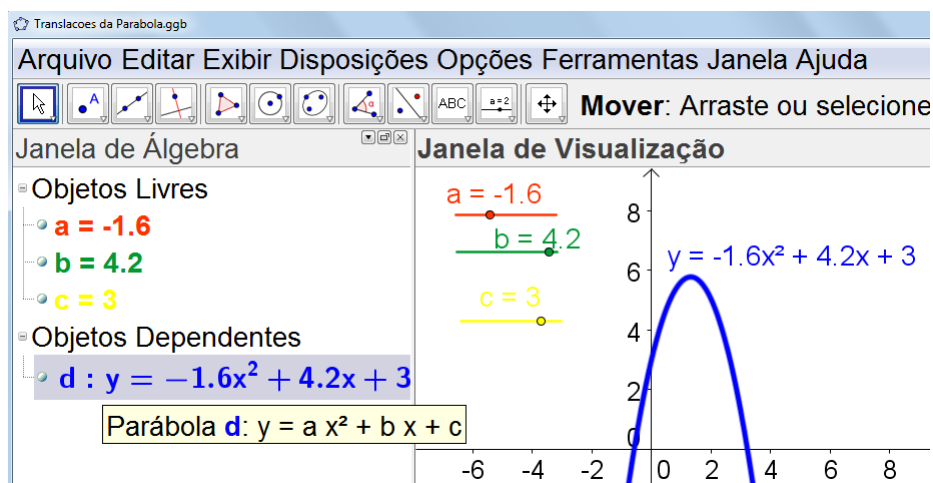 Translacoes da Parabola.ggb
Arquivo Editar Exibir Disposições Opções Ferramentas Janela Ajuda
A α ABC a=2 Mover: Arraste ou selecione
Janela de Álgebra
Objetos Livres
a = -1.6
b = 4.2
c = 3
Objetos Dependentes
d : y = −1.6x² + 4.2x + 3
Parábola d: y = a x² + b x + c
Janela de Visualização
a = -1.6
b = 4.2
c = 3
y = -1.6x² + 4.2x + 3
8
6
4
2
0
-6 -4 -2 0 2 4 6 8